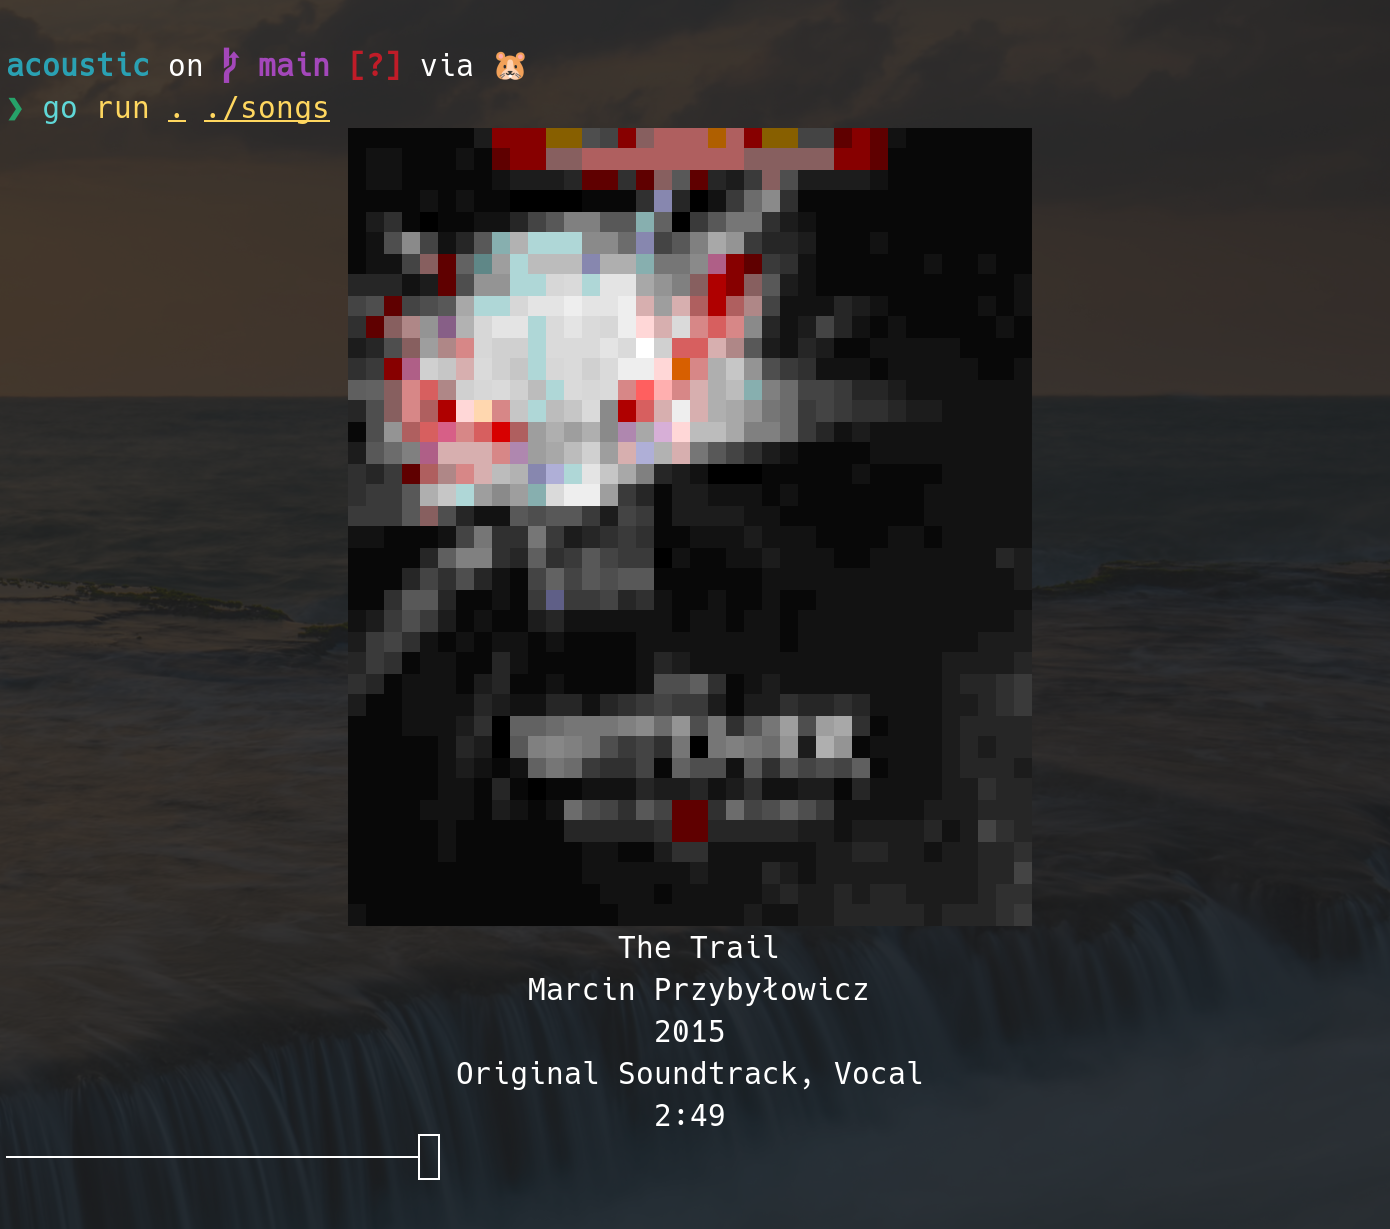 acoustic on main [?] via 🐹
❯ go run . ./songs
The Trail
Marcin Przybyłowicz
2015
Original Soundtrack, Vocal
2:49